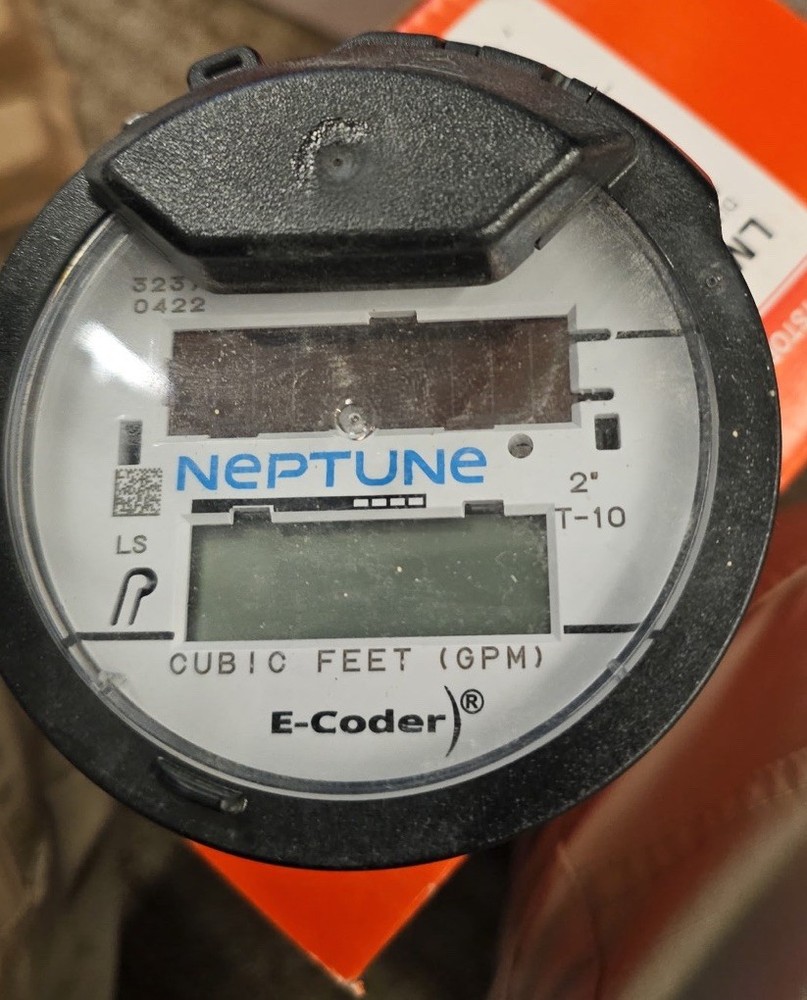 0422
NEPTUNE
2"
T-10
LS
CUBIC FEET (GPM)
E-Coder)®